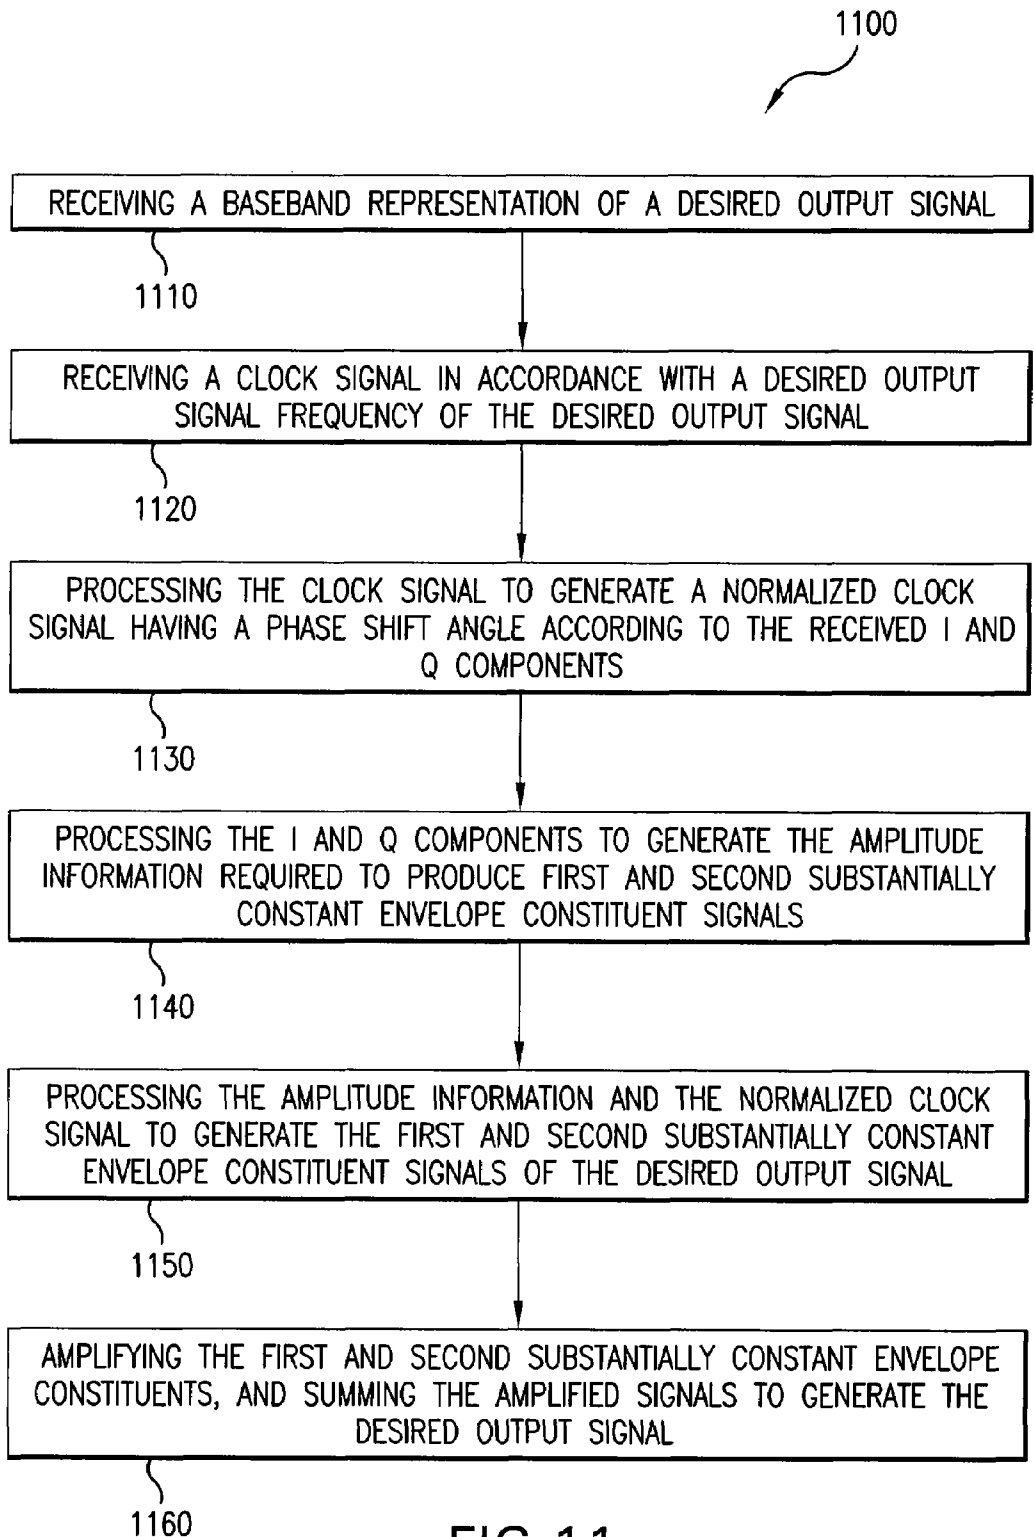 1100
RECEIVING A BASEBAND REPRESENTATION OF A DESIRED OUTPUT SIGNAL
1110
RECEIVING A CLOCK SIGNAL IN ACCORDANCE WITH A DESIRED OUTPUT
SIGNAL FREQUENCY OF THE DESIRED OUTPUT SIGNAL
1120
PROCESSING THE CLOCK SIGNAL TO GENERATE A NORMALIZED CLOCK
SIGNAL HAVING A PHASE SHIFT ANGLE ACCORDING TO THE RECEIVED I AND
Q COMPONENTS
1130
PROCESSING THE I AND Q COMPONENTS TO GENERATE THE AMPLITUDE
INFORMATION REQUIRED TO PRODUCE FIRST AND SECOND SUBSTANTIALLY
CONSTANT ENVELOPE CONSTITUENT SIGNALS
1140
PROCESSING THE AMPLITUDE INFORMATION AND THE NORMALIZED CLOCK
SIGNAL TO GENERATE THE FIRST AND SECOND SUBSTANTIALLY CONSTANT
ENVELOPE CONSTITUENT SIGNALS OF THE DESIRED OUTPUT SIGNAL
1150
AMPLIFYING THE FIRST AND SECOND SUBSTANTIALLY CONSTANT ENVELOPE
CONSTITUENTS, AND SUMMING THE AMPLIFIED SIGNALS TO GENERATE THE
DESIRED OUTPUT SIGNAL
1160
FIG. 11